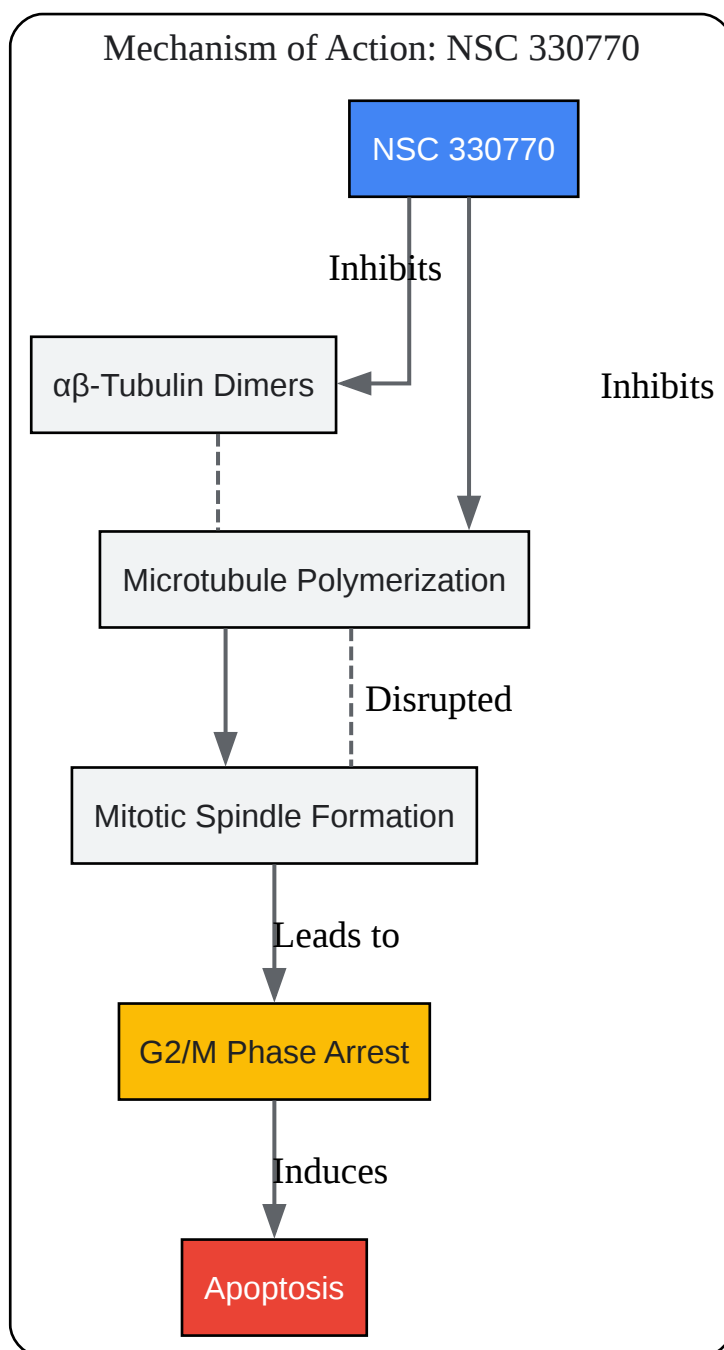 Mechanism of Action: NSC 330770
NSC 330770
Inhibits
αβ-Tubulin Dimers
Inhibits
Microtubule Polymerization
Disrupted
Mitotic Spindle Formation
Leads to
G2/M Phase Arrest
Induces
Apoptosis